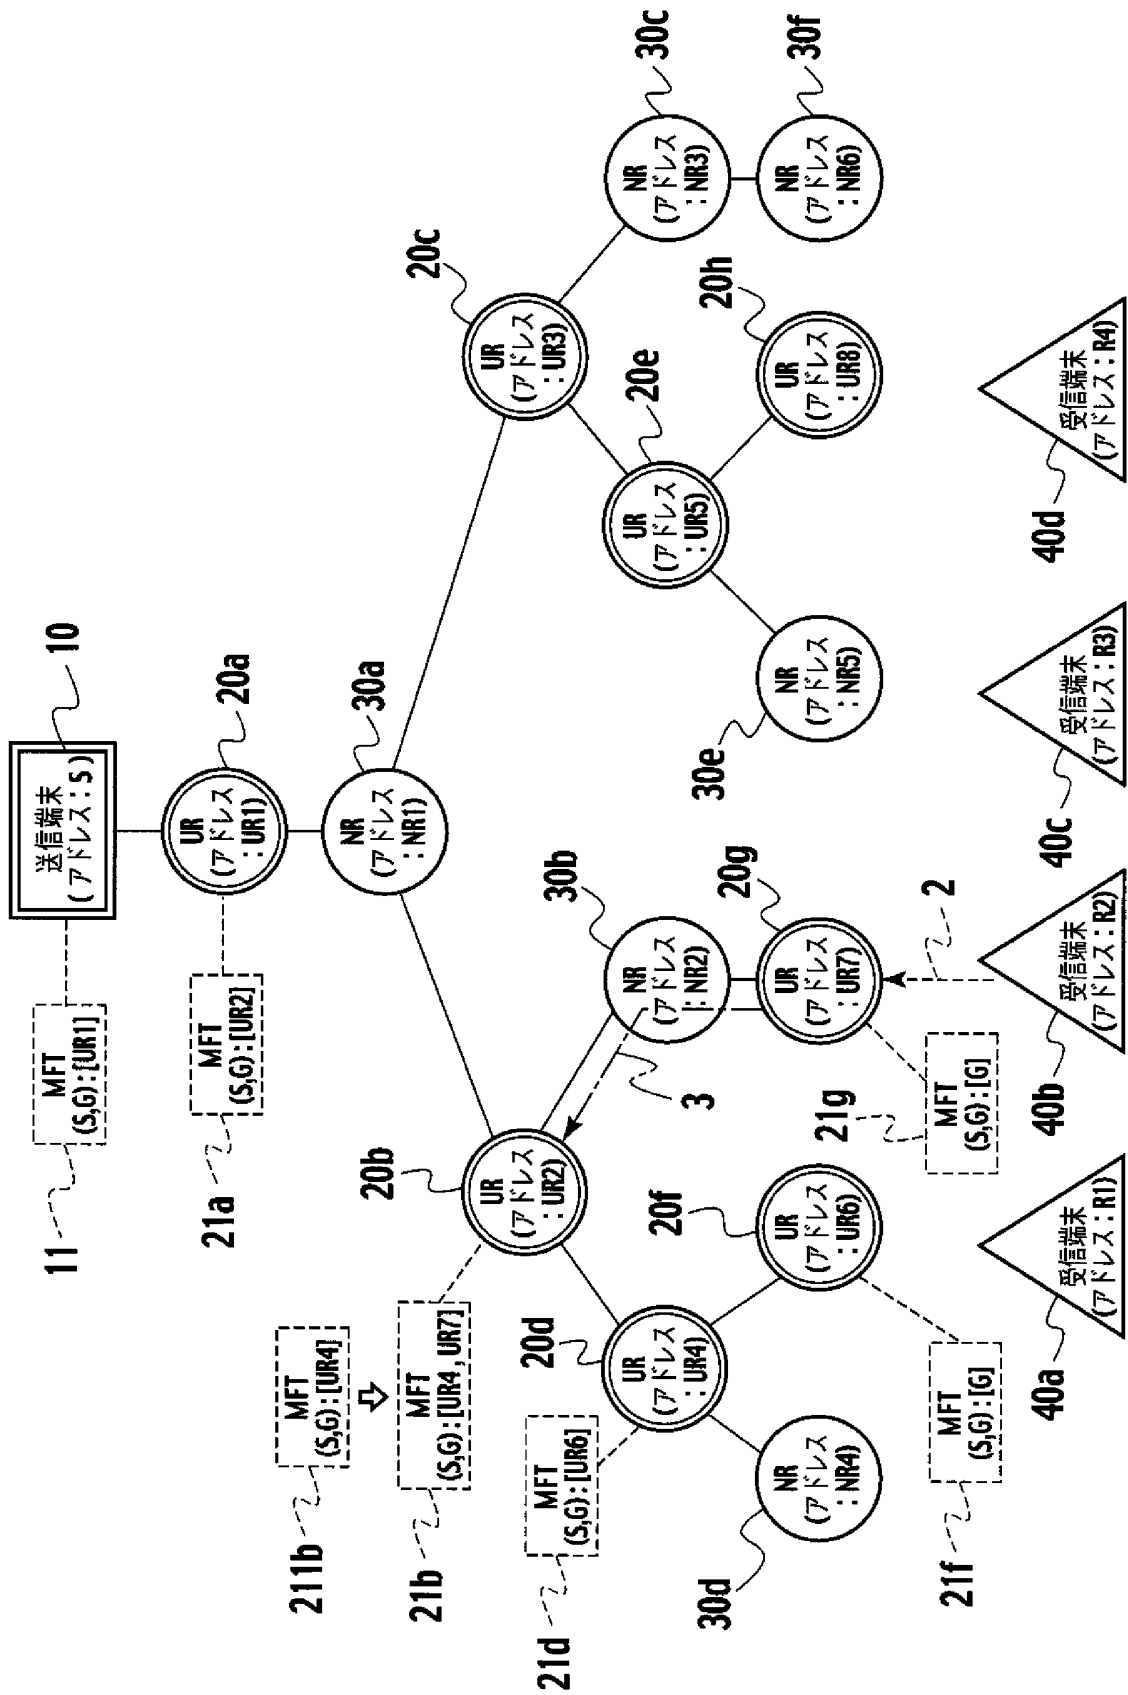 送信端末
(アドレス:S)
10
MFT
(S,G):[UR1]
11
UR
(アドレス
:UR1)
20a
MFT
(S,G):[UR2]
21a
NR
(アドレス
:NR1)
30a
MFT
(S,G):[UR4]
211b
MFT
(S,G):[UR4,UR7]
21b
UR
(アドレス
:UR2)
20b
UR
(アドレス
:UR3)
20c
MFT
(S,G):[UR6]
21d
UR
(アドレス
:UR4)
20d
3
NR
(アドレス
:NR2)
30b
UR
(アドレス
:UR5)
20e
NR
(アドレス
:NR3)
30c
NR
(アドレス
:NR4)
30d
UR
(アドレス
:UR6)
20f
UR
(アドレス
:UR7)
20g
NR
(アドレス
:NR5)
30e
UR
(アドレス
:UR8)
20h
NR
(アドレス
:NR6)
30f
MFT
(S,G):[G]
21f
MFT
(S,G):[G]
21g
2
受信端末
(アドレス:R1)
40a
受信端末
(アドレス:R2)
40b
受信端末
(アドレス:R3)
40c
受信端末
(アドレス:R4)
40d